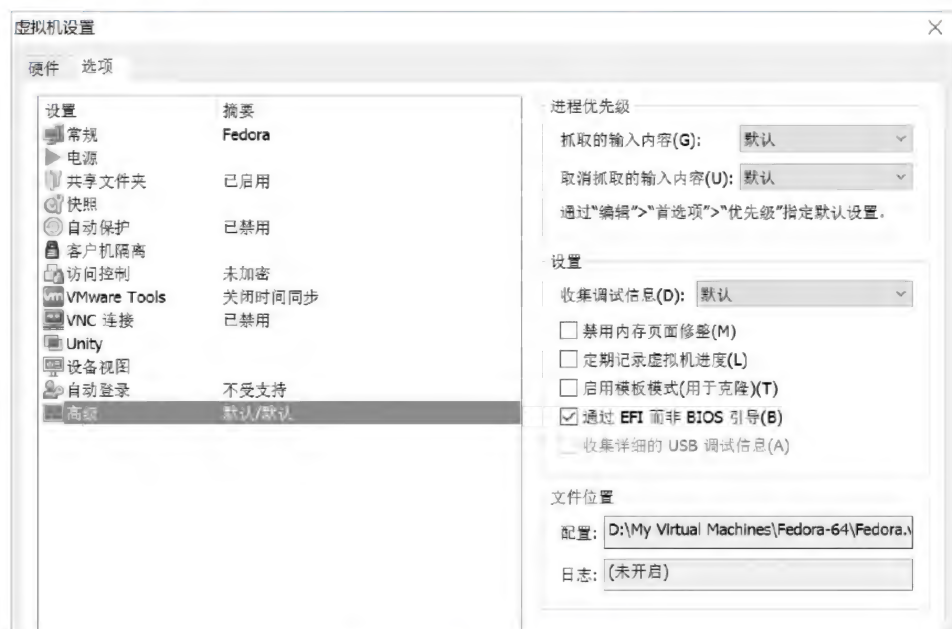 虚拟机设置
硬件 选项
设置 摘要
常规 Fedora
电源
共享文件夹 已启用
快照
自动保护 已禁用
客户机隔离
访问控制 未加密
VMware Tools 关闭时间同步
VNC 连接 已禁用
Unity
设备视图
自动登录 不受支持
高级 默认/默认
进程优先级
抓取的输入内容(G): 默认
取消抓取的输入内容(U): 默认
通过“编辑”>“首选项”>“优先级”指定默认设置。
设置
收集调试信息(D): 默认
禁用内存页面修整(M)
定期记录虚拟机进度(L)
启用模板模式(用于克隆)(T)
通过 EFI 而非 BIOS 引导(B)
收集详细的 USB 调试信息(A)
文件位置
配置: D:\My Virtual Machines\Fedora-64\Fedora.v
日志: (未开启)